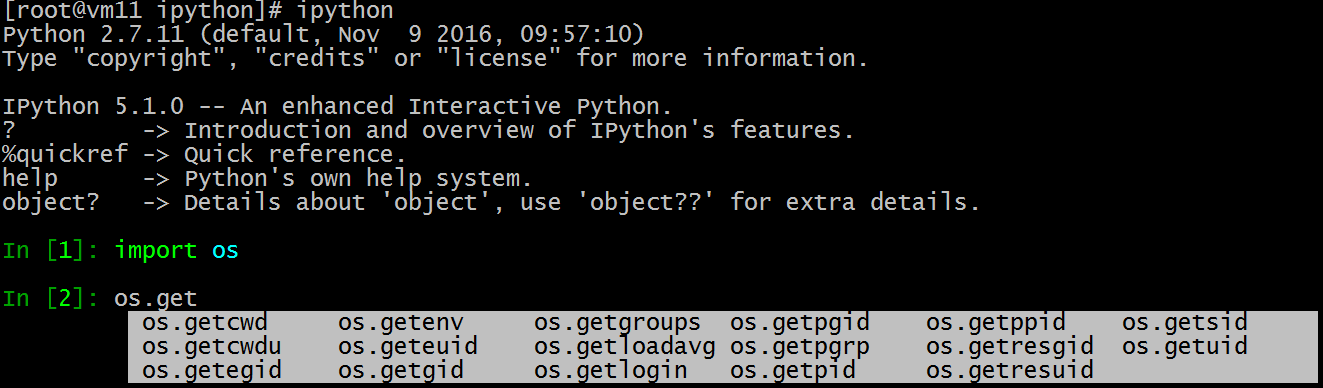 [root@vm11 ipython]# ipython
Python 2.7.11 (default, Nov  9 2016, 09:57:10)
Type "copyright", "credits" or "license" for more information.
IPython 5.1.0 -- An enhanced Interactive Python.
?         -> Introduction and overview of IPython's features.
%quickref -> Quick reference.
help      -> Python's own help system.
object?   -> Details about 'object', use 'object??' for extra details.
In [1]: import os
In [2]: os.get
os.getcwd os.getenv os.getgroups os.getpgid os.getppid os.getsid
os.getcwdu os.geteuid os.getloadavg os.getpgrp os.getresgid os.getuid
os.getegid os.getgid os.getlogin os.getpid os.getresuid